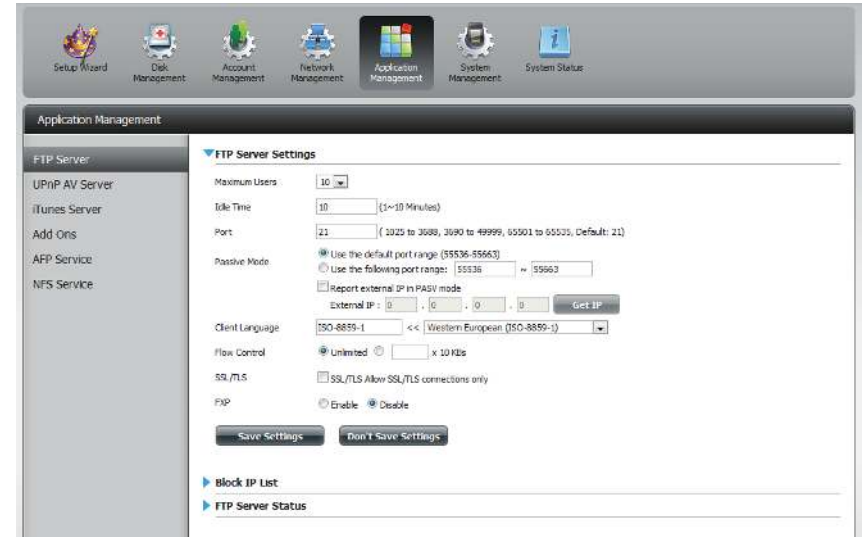 Setup Wizard
Disk Management
Account Management
Network Management
Application Management
System Management
System Status
Application Management
FTP Server
UPnP AV Server
iTunes Server
Add Ons
AFP Service
NFS Service
FTP Server Settings
Maximum Users 10
Idle Time 10 (1~10 Minutes)
Port 21 ( 1025 to 3688, 3690 to 49999, 65501 to 65535, Default: 21)
Passive Mode Use the default port range (55536-55663)
Use the following port range: 55536 ~ 55663
Report external IP in PASV mode
External IP : 0 . 0 . 0 . 0 Get IP
Client Language ISO-8859-1 << Western European (ISO-8859-1)
Flow Control Unlimited x 10 KBs
SSL/TLS SSL/TLS Allow SSL/TLS connections only
FXP Enable Disable
Save Settings Don't Save Settings
Block IP List
FTP Server Status